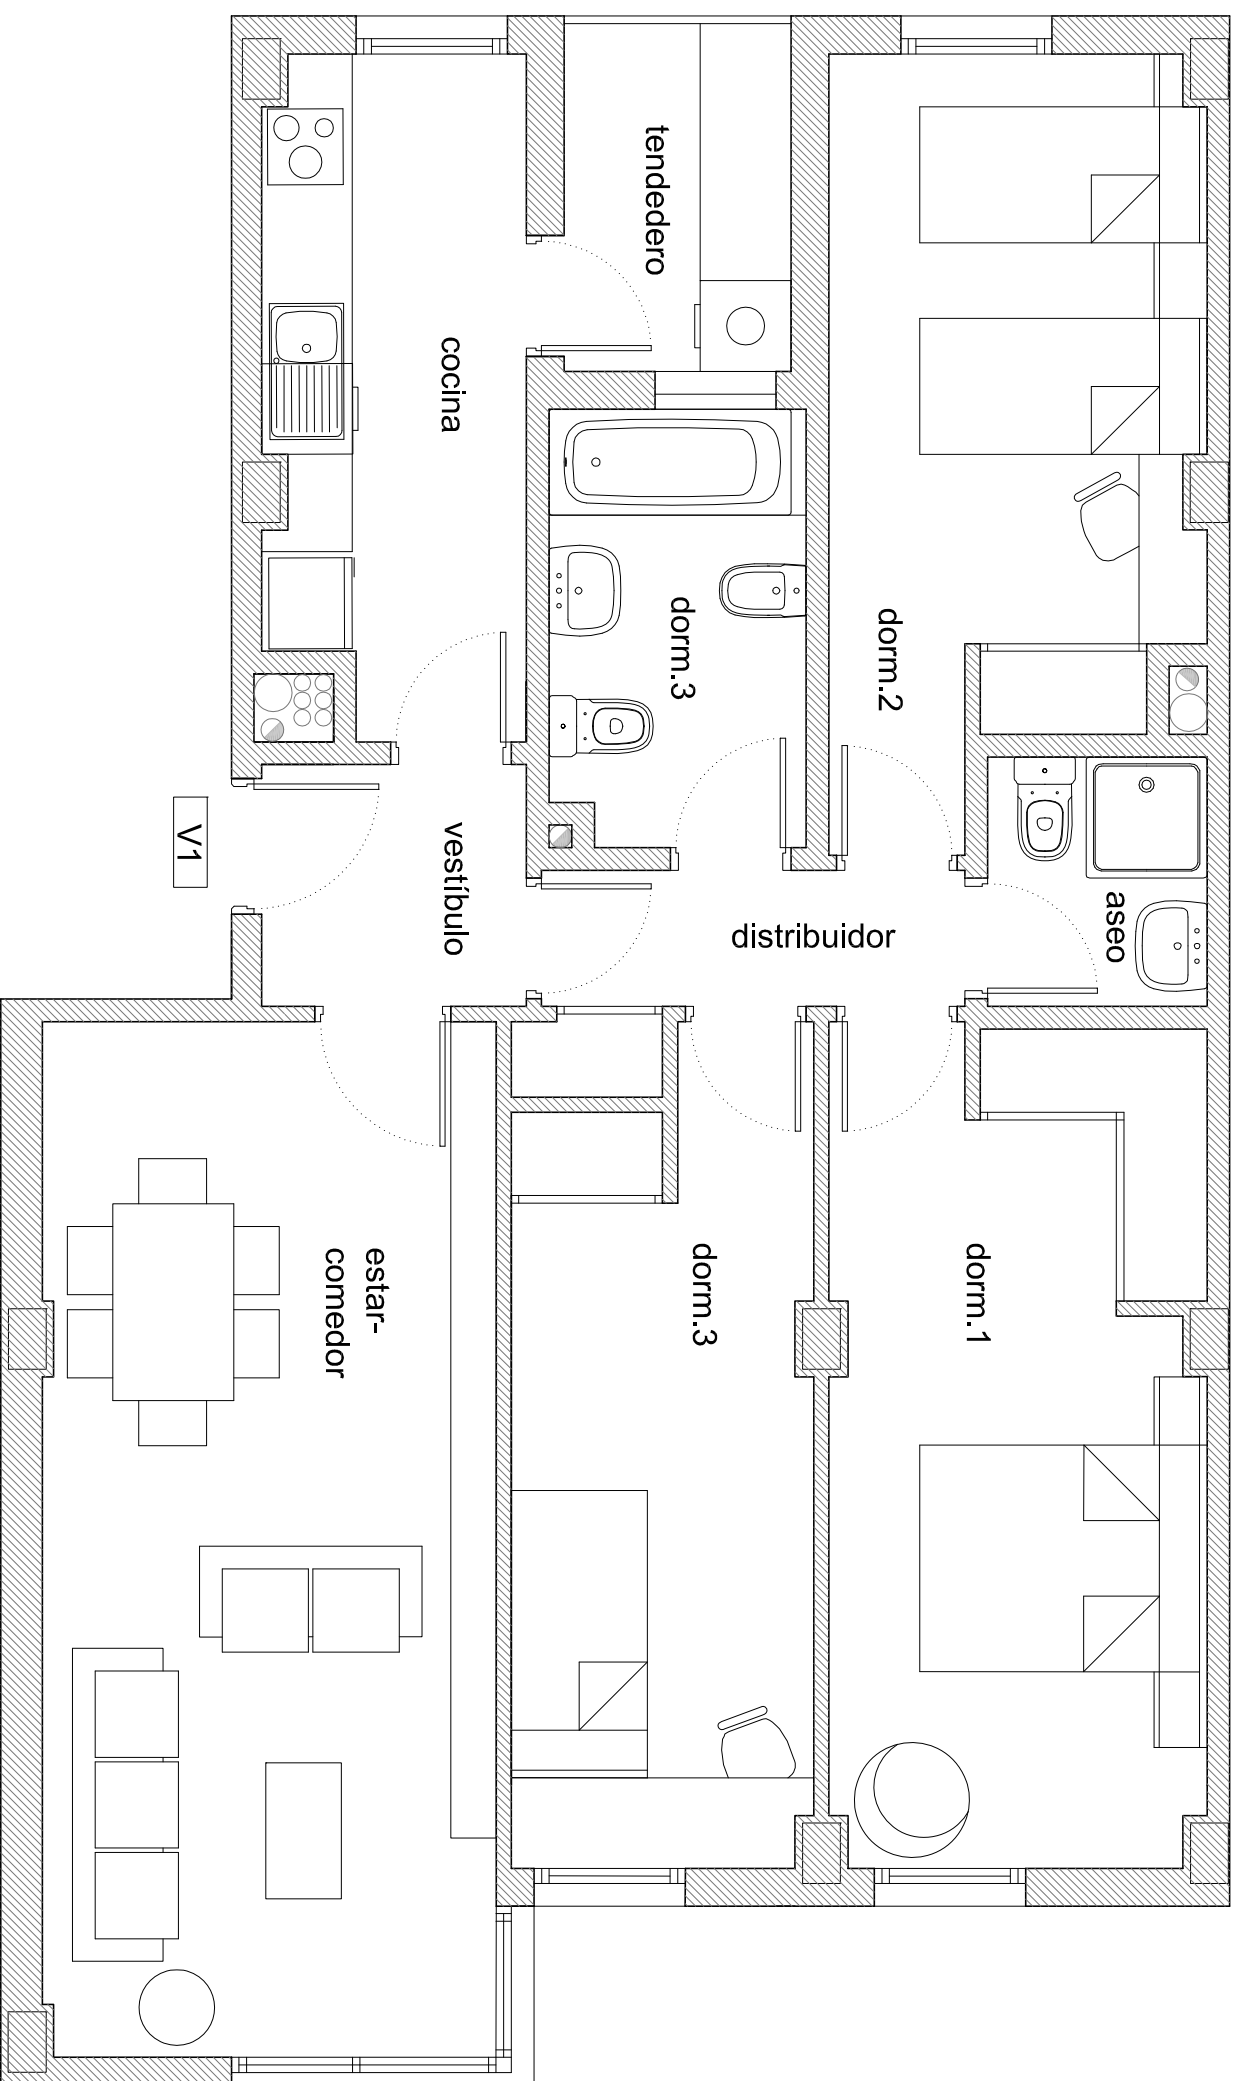 tendedero
cocina
dorm.3
dorm.2
V1
vestíbulo
distribuidor
aseo
estar-
comedor
dorm.3
dorm.1